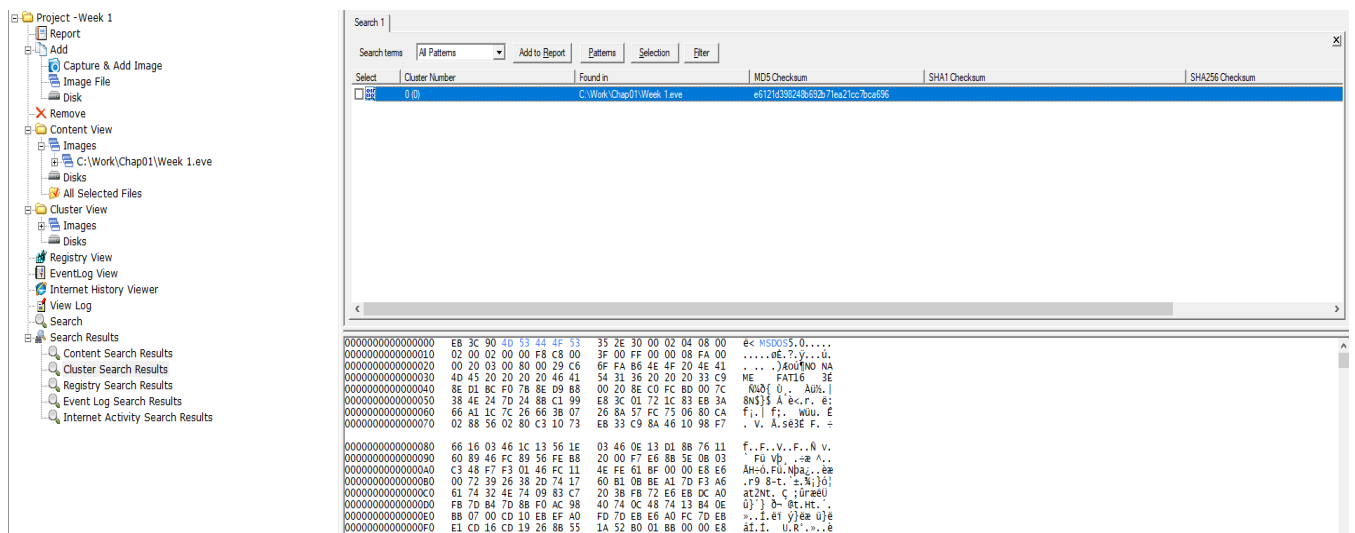 Project -Week 1
Report
Add
Capture & Add Image
Image File
Disk
Remove
Content View
Images
C:\Work\Chap01\Week 1.eve
Disks
All Selected Files
Cluster View
Images
Disks
Registry View
EventLog View
Internet History Viewer
View Log
Search
Search Results
Content Search Results
Cluster Search Results
Registry Search Results
Event Log Search Results
Internet Activity Search Results
Search 1
Search terms All Patterns Add to Report Patterns Selection Filter
Select Cluster Number Found in MD5 Checksum SHA1 Checksum SHA256 Checksum
0 (0) C:\Work\Chap01\Week 1.eve e6121d398248b692b71ea21cc7bca696
0000000000000000 EB 3C 90 4D 53 44 4F 53 35 2E 30 00 02 04 08 00 ë< MSDOS5.0.....
0000000000000010 02 00 02 00 00 F8 C8 00 3F 00 FF 00 00 08 FA 00 .....øÈ.?.ÿ...ú.
0000000000000020 00 20 03 00 80 00 29 C6 6F FA B6 4E 4F 20 4E 41 . .. .)Æoú¶NO NA
0000000000000030 4D 45 20 20 20 20 46 41 54 31 36 20 20 20 33 C9 ME FAT16 3É
0000000000000040 8E D1 BC F0 7B 8E D9 B8 00 20 8E C0 FC BD 00 7C
0000000000000050 38 4E 24 7D 24 8B C1 99 E8 3C 01 72 1C 83 EB 3A
0000000000000060 66 A1 1C 7C 26 66 3B 07 26 8A 57 FC 75 06 80 CA
0000000000000070 02 88 56 02 80 C3 10 73 EB 33 C9 8A 46 10 98 F7
0000000000000080 66 16 03 46 1C 13 56 1E 03 46 0E 13 D1 8B 76 11
0000000000000090 60 89 46 FC 89 56 FE B8 20 00 F7 E6 8B 5E 0B 03
00000000000000A0 C3 48 F7 F3 01 46 FC 11 4E FE 61 BF 00 00 E8 E6
00000000000000B0 00 72 39 26 38 2D 74 17 60 B1 0B BE A1 7D F3 A6
00000000000000C0 61 74 32 4E 74 09 83 C7 20 3B FB 72 E6 EB DC A0
00000000000000D0 FB 7D B4 7D 8B F0 AC 98 40 74 0C 48 74 13 B4 0E
00000000000000E0 BB 07 00 CD 10 EB EF A0 FD 7D EB E6 A0 FC 7D EB
00000000000000F0 E1 CD 16 CD 19 26 8B 55 1A 52 B0 01 BB 00 00 E8